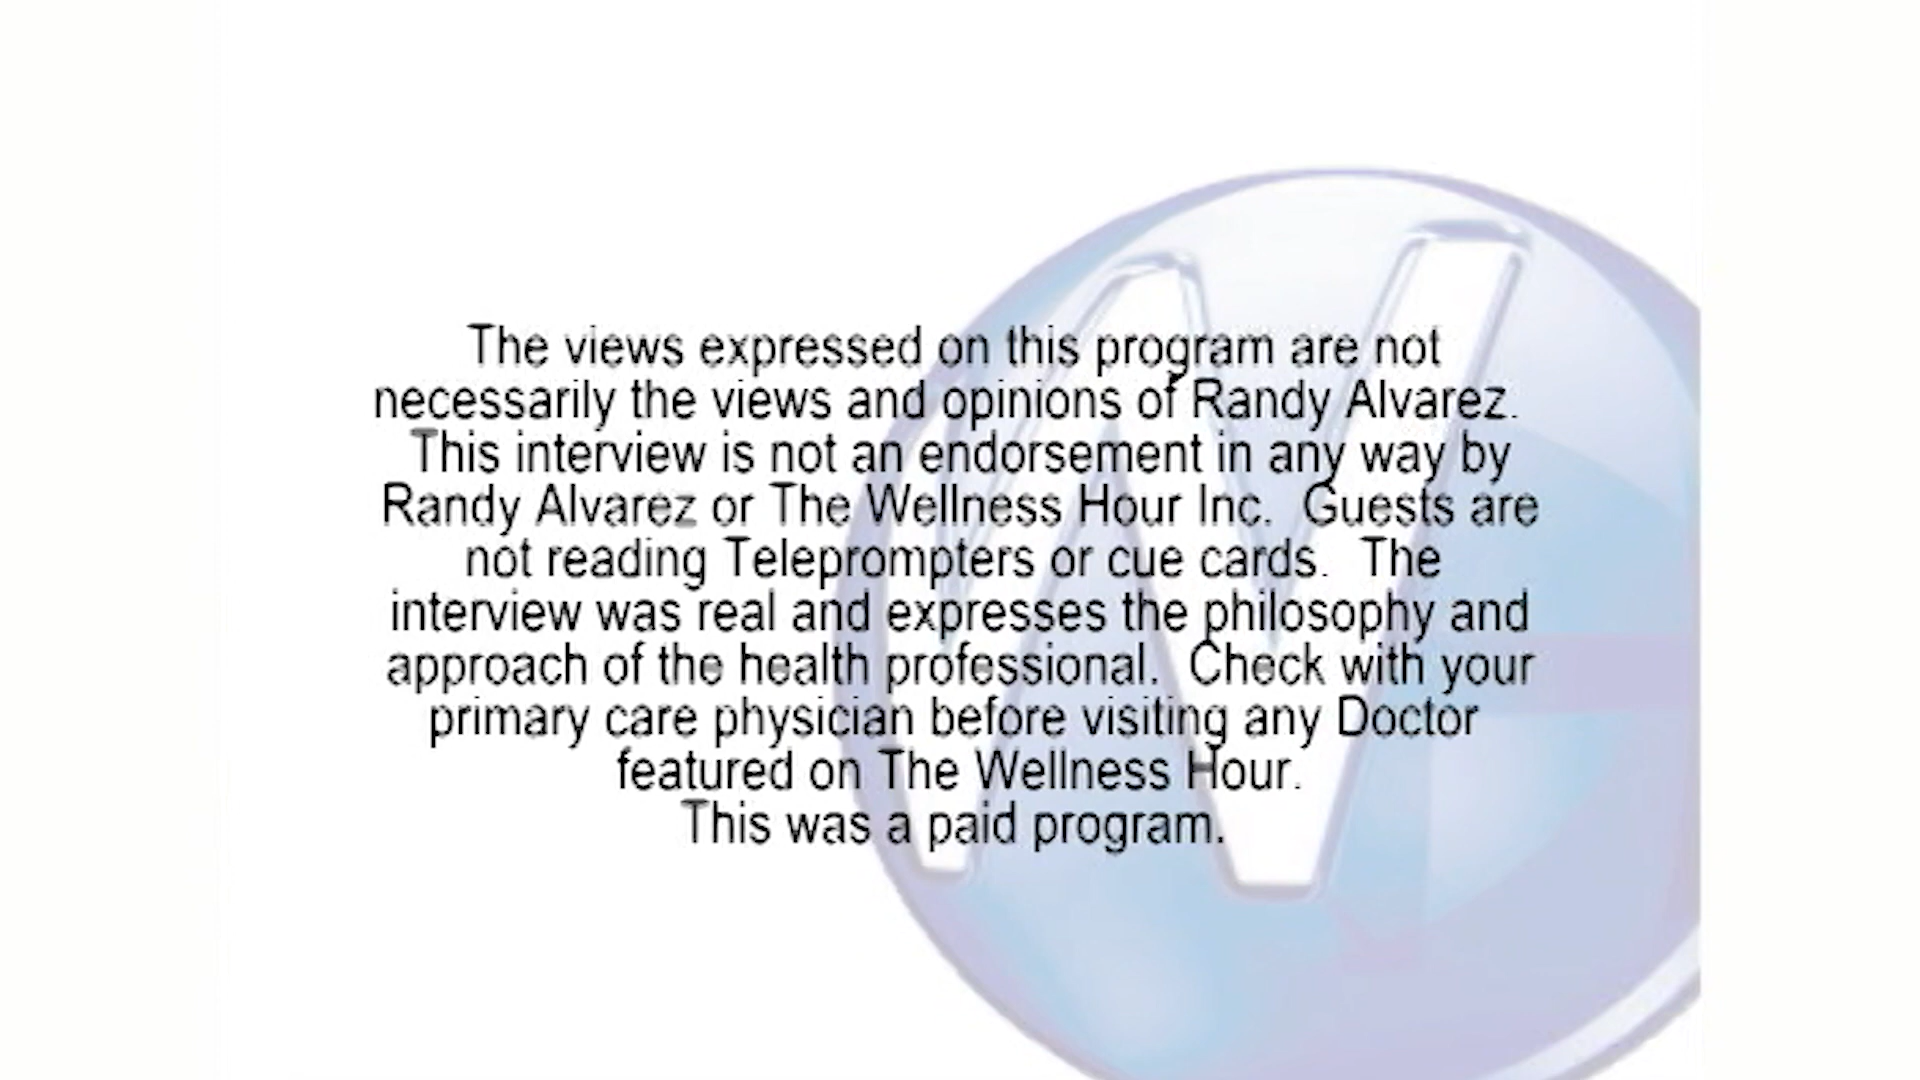 The views expressed on this program are not
necessarily the views and opinions of Randy Alvarez.
This interview is not an endorsement in any way by
Randy Alvarez or The Wellness Hour Inc.  Guests are
not reading Teleprompters or cue cards.  The
interview was real and expresses the philosophy and
approach of the health professional.  Check with your
primary care physician before visiting any Doctor
featured on The Wellness Hour.
This was a paid program.
W